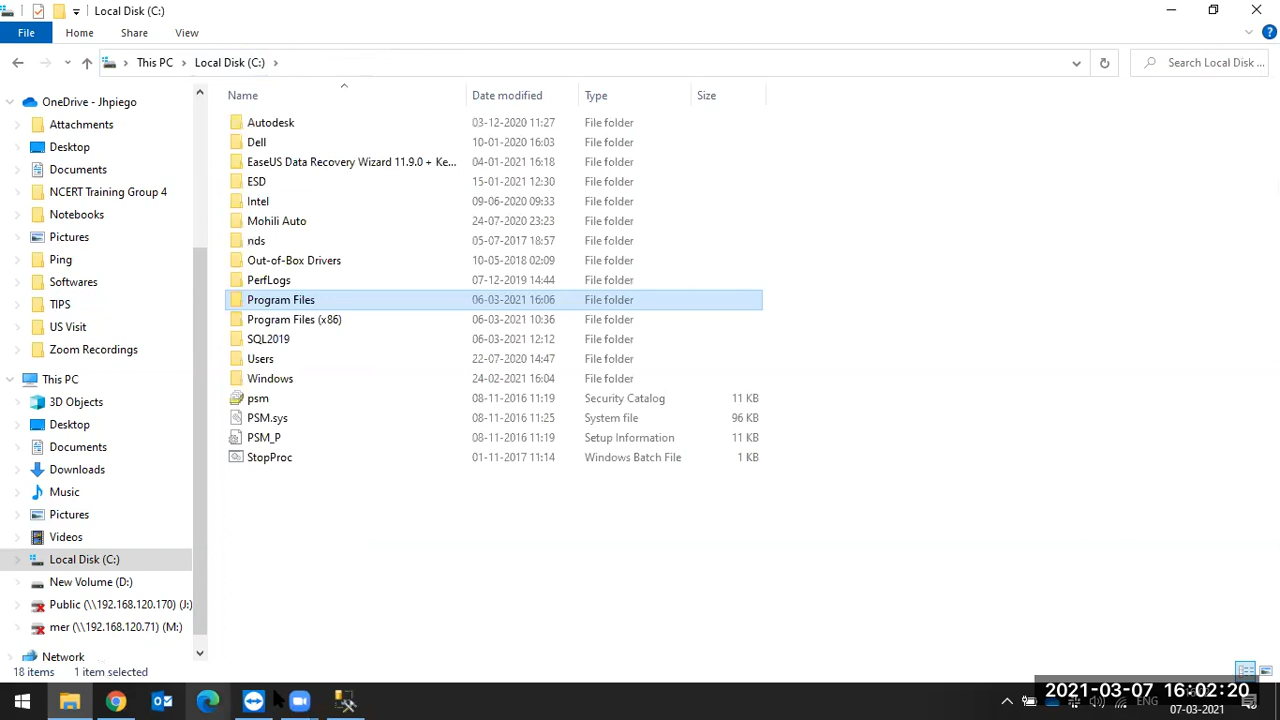 Local Disk (C:)
File Home Share View
This PC Local Disk (C:) Search Local Disk ...
Name Date modified Type Size
OneDrive - Jhpiego
Attachments
Desktop
Documents
NCERT Training Group 4
Notebooks
Pictures
Ping
Softwares
TIPS
US Visit
Zoom Recordings
This PC
3D Objects
Desktop
Documents
Downloads
Music
Pictures
Videos
Local Disk (C:)
New Volume (D:)
Public (\\192.168.120.170) (J:)
mer (\\192.168.120.71) (M:)
Network
Autodesk 03-12-2020 11:27 File folder
Dell 10-01-2020 16:03 File folder
EaseUS Data Recovery Wizard 11.9.0 + Ke... 04-01-2021 16:18 File folder
ESD 15-01-2021 12:30 File folder
Intel 09-06-2020 09:33 File folder
Mohili Auto 24-07-2020 23:23 File folder
nds 05-07-2017 18:57 File folder
Out-of-Box Drivers 10-05-2018 02:09 File folder
PerfLogs 07-12-2019 14:44 File folder
Program Files 06-03-2021 16:06 File folder
Program Files (x86) 06-03-2021 10:36 File folder
SQL2019 06-03-2021 12:12 File folder
Users 22-07-2020 14:47 File folder
Windows 24-02-2021 16:04 File folder
psm 08-11-2016 11:19 Security Catalog 11 KB
PSM.sys 08-11-2016 11:25 System file 96 KB
PSM_P 08-11-2016 11:19 Setup Information 11 KB
StopProc 01-11-2017 11:14 Windows Batch File 1 KB
18 items 1 item selected
2021-03-07 16:02:20
ENG
07-03-2021